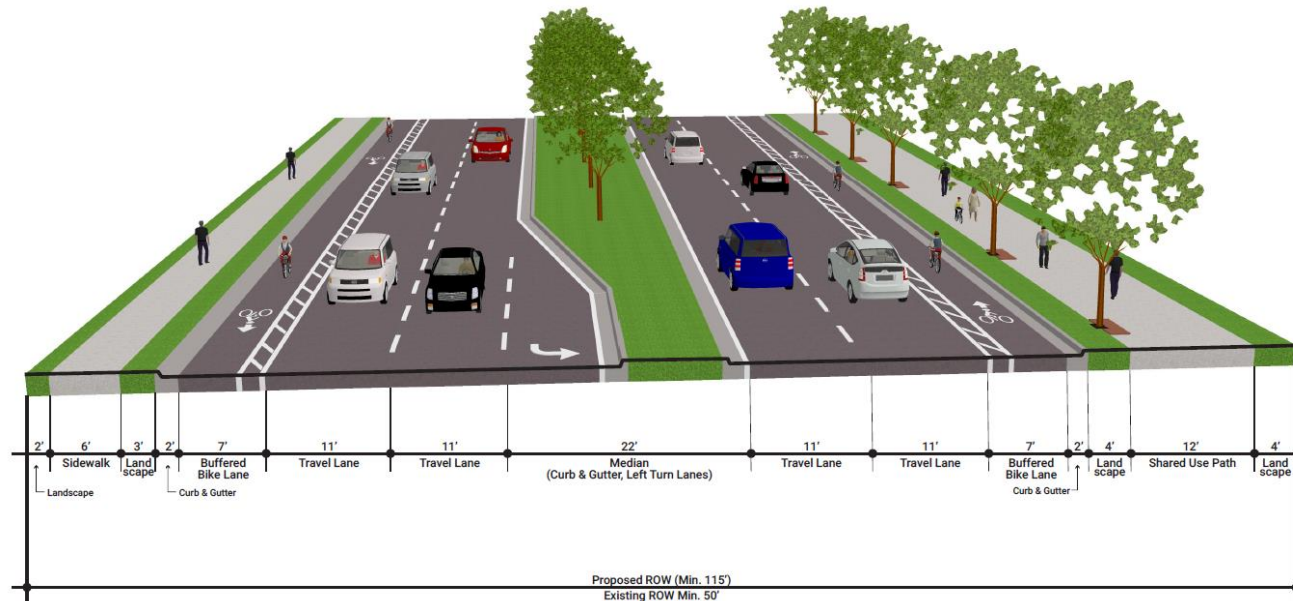 2' 6' 3' 2' 7' 11' 11' 22' 11' 11' 7' 2' 4' 12' 4'
Landscape
Sidewalk
Land
scape
Curb & Gutter
Buffered
Bike Lane
Travel Lane
Travel Lane
Median
(Curb & Gutter, Left Turn Lanes)
Travel Lane
Travel Lane
Buffered
Bike Lane
Curb & Gutter
Land
scape
Shared Use Path
Land
scape
Proposed ROW (Min. 115')
Existing ROW Min. 50'